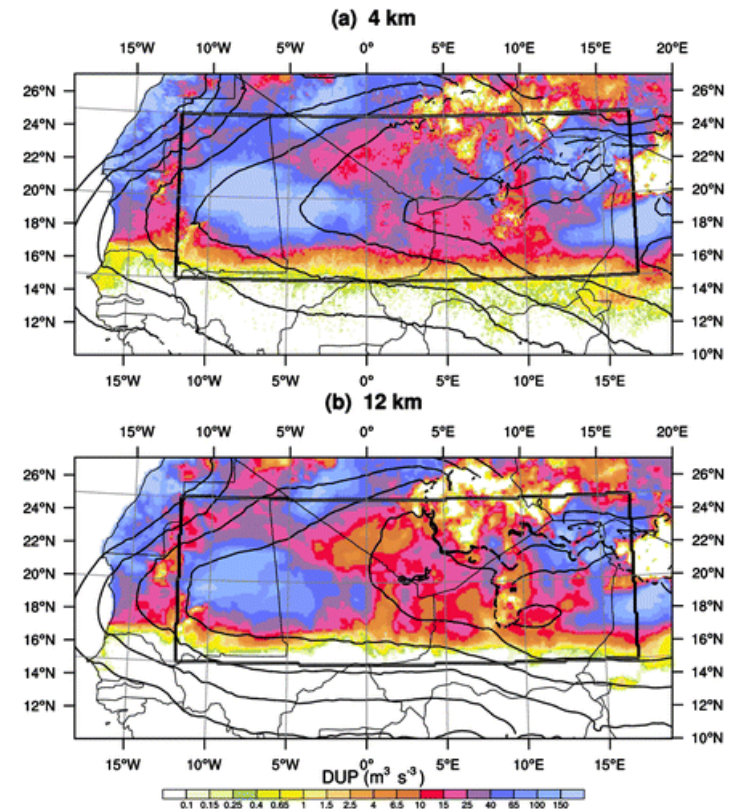 (a) 4 km
15°W 10°W 5°W 0° 5°E 10°E 15°E 20°E
26°N 26°N
24°N 24°N
22°N 22°N
20°N 20°N
18°N 18°N
16°N 16°N
14°N 14°N
12°N 12°N
10°N
15°W 10°W 5°W 0° 5°E 10°E 15°E
(b) 12 km
15°W 10°W 5°W 0° 5°E 10°E 15°E 20°E
26°N 26°N
24°N 24°N
22°N 22°N
20°N 20°N
18°N 18°N
16°N 16°N
14°N 14°N
12°N 12°N
10°N
15°W 10°W 5°W 0° 5°E 10°E 15°E
DUP (m³ s⁻³)
0.1 0.15 0.25 0.4 0.65 1 1.5 2.5 4 6.5 10 15 25 40 65 100 150